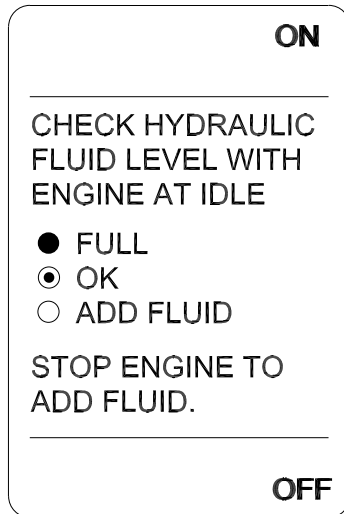 ON
CHECK HYDRAULIC
FLUID LEVEL WITH
ENGINE AT IDLE
FULL
OK
ADD FLUID
STOP ENGINE TO
ADD FLUID.
OFF